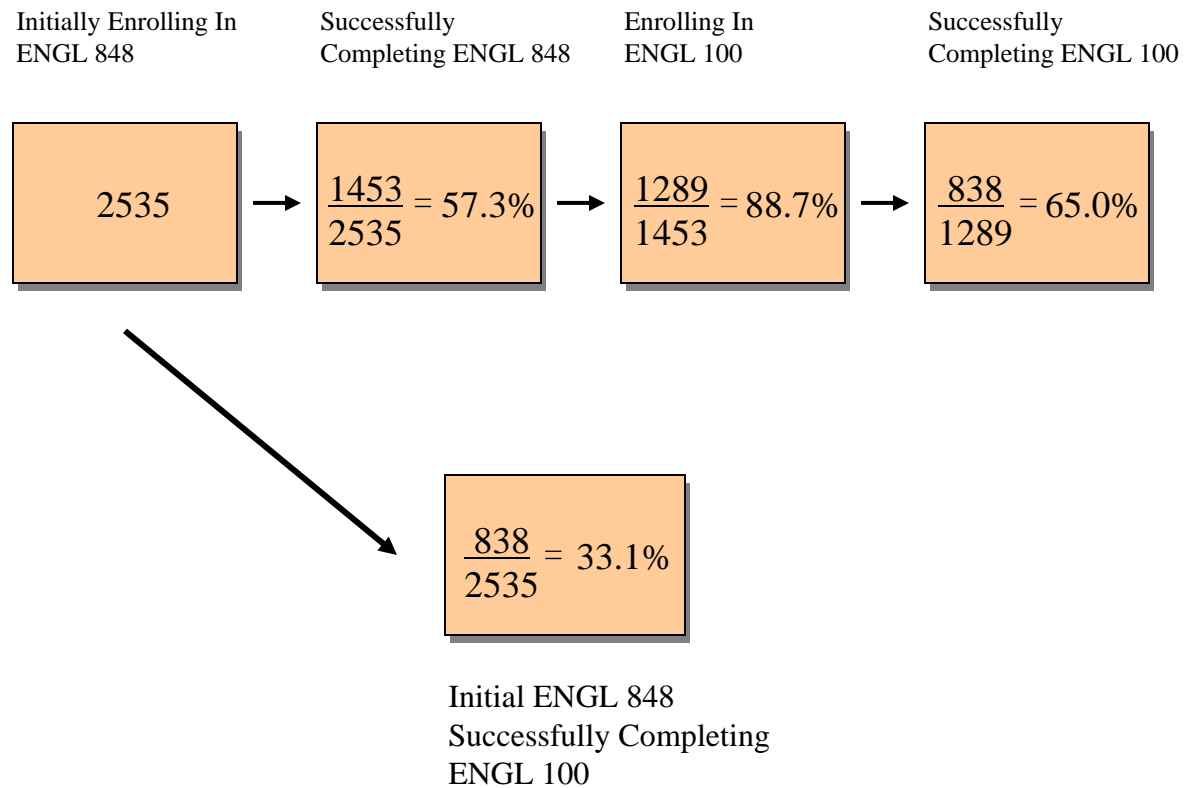 Initially Enrolling In
ENGL 848
Successfully
Completing ENGL 848
Enrolling In
ENGL 100
Successfully
Completing ENGL 100
2535
1453
2535
= 57.3%
1289
1453
= 88.7%
838
1289
= 65.0%
838
2535
= 33.1%
Initial ENGL 848
Successfully Completing
ENGL 100